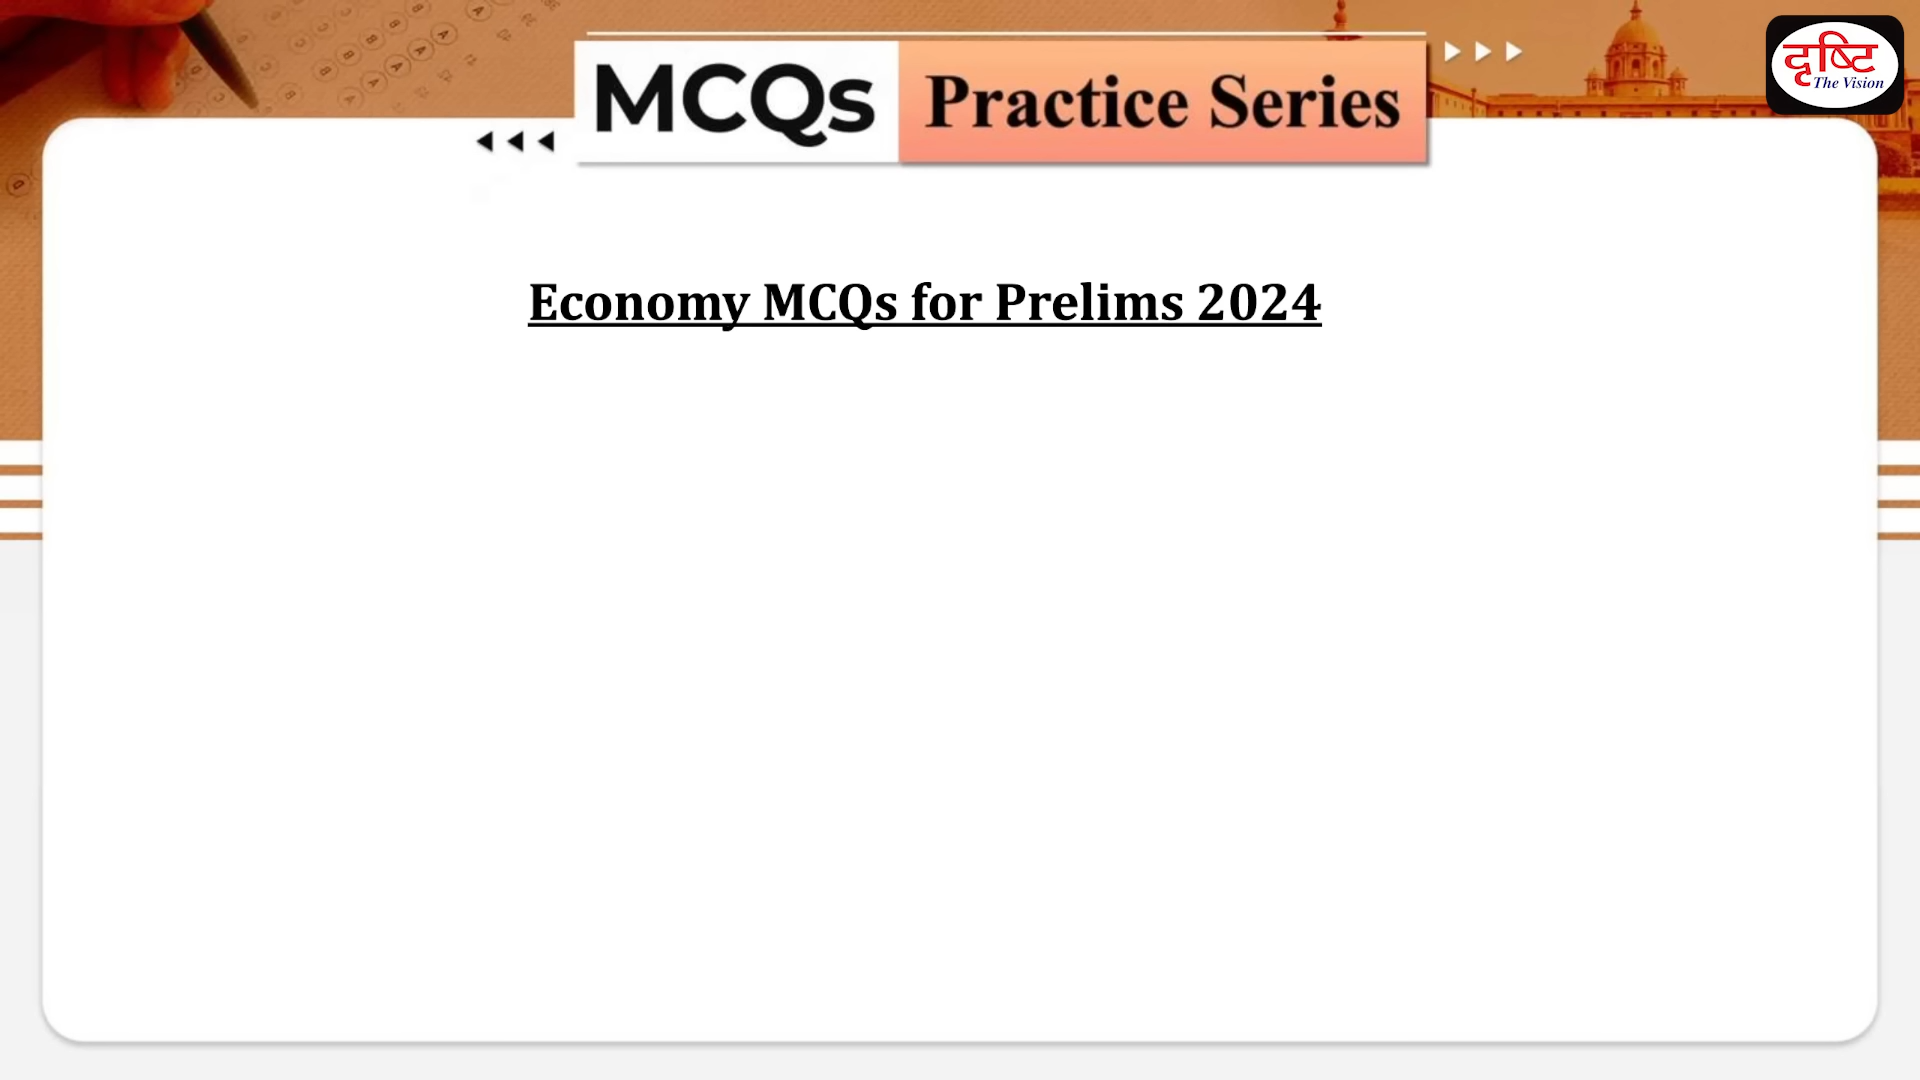 MCQs Practice Series
दृष्टि
The Vision
Economy MCQs for Prelims 2024